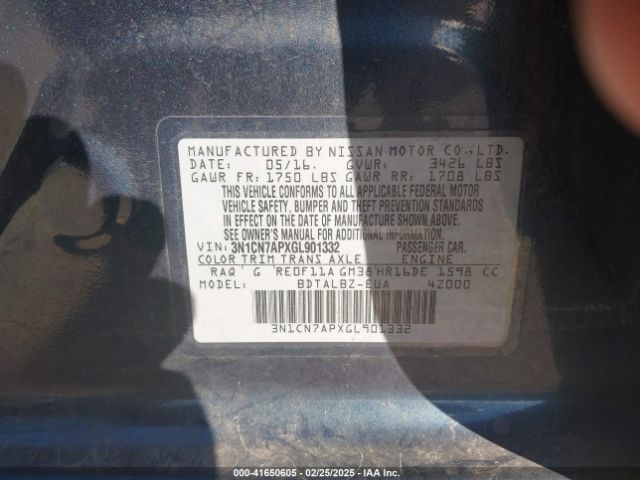 MANUFACTURED BY NISSAN MOTOR CO., LTD.
DATE: 05/16. GVWR: 3426 LBS
GAWR FR: 1750 LBS GAWR RR: 1708 LBS
THIS VEHICLE CONFORMS TO ALL APPLICABLE FEDERAL MOTOR
VEHICLE SAFETY, BUMPER AND THEFT PREVENTION STANDARDS
IN EFFECT ON THE DATE OF MANUFACTURE SHOWN ABOVE.
SEE OWNER'S MANUAL FOR ADDITIONAL INFORMATION.
VIN: 3N1CN7APXGL901332 PASSENGER CAR.
COLOR TRIM TRANS AXLE ENGINE
RAQ G RE0F11A GM38 HR16DE 1598 CC
MODEL: BDTALBZ-EUA 42000
3N1CN7APXGL901332
000-41650605 - 02/25/2025 - IAA Inc.